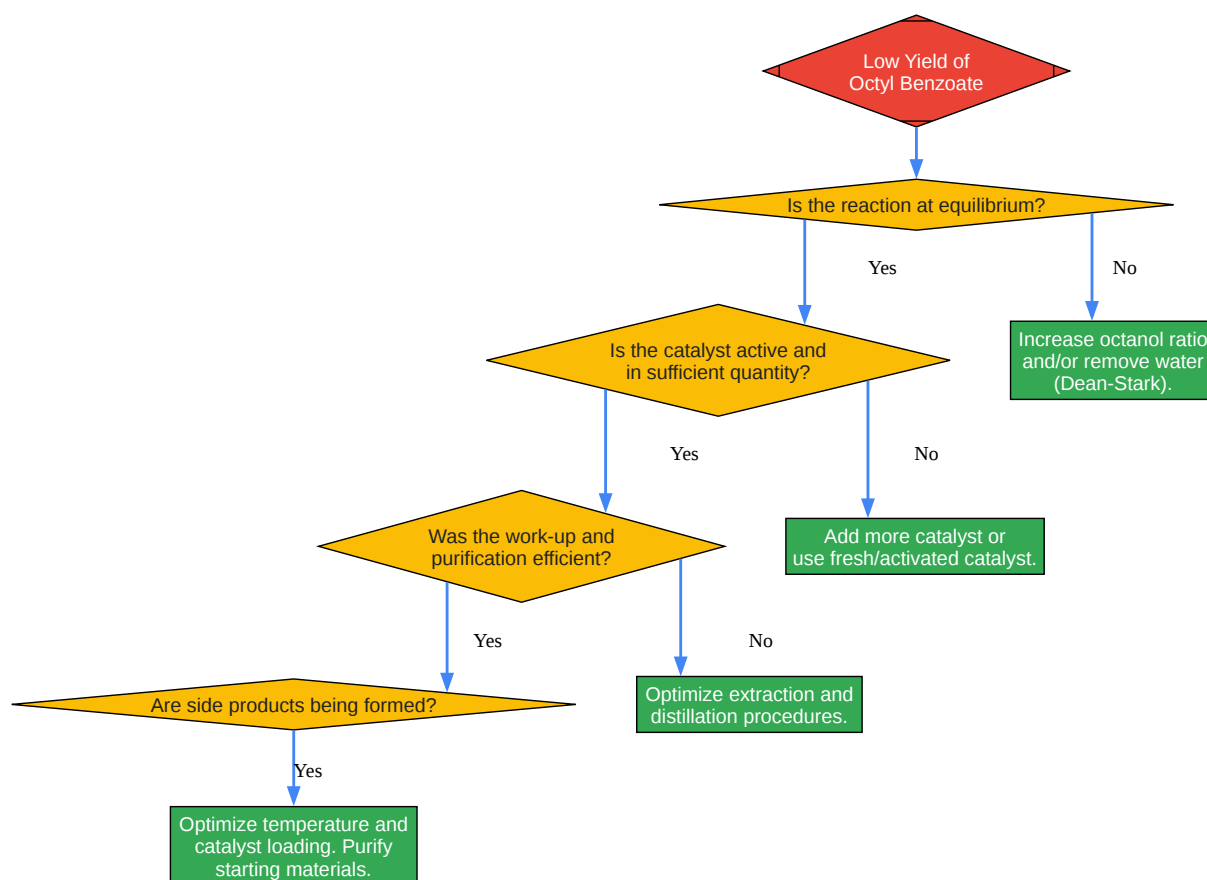 Low Yield of
Octyl Benzoate
Is the reaction at equilibrium?
Yes
No
Is the catalyst active and
in sufficient quantity?
Increase octanol ratio
and/or remove water
(Dean-Stark).
Yes
No
Was the work-up and
purification efficient?
Add more catalyst or
use fresh/activated catalyst.
Yes
No
Are side products being formed?
Optimize extraction and
distillation procedures.
Yes
Optimize temperature and
catalyst loading. Purify
starting materials.